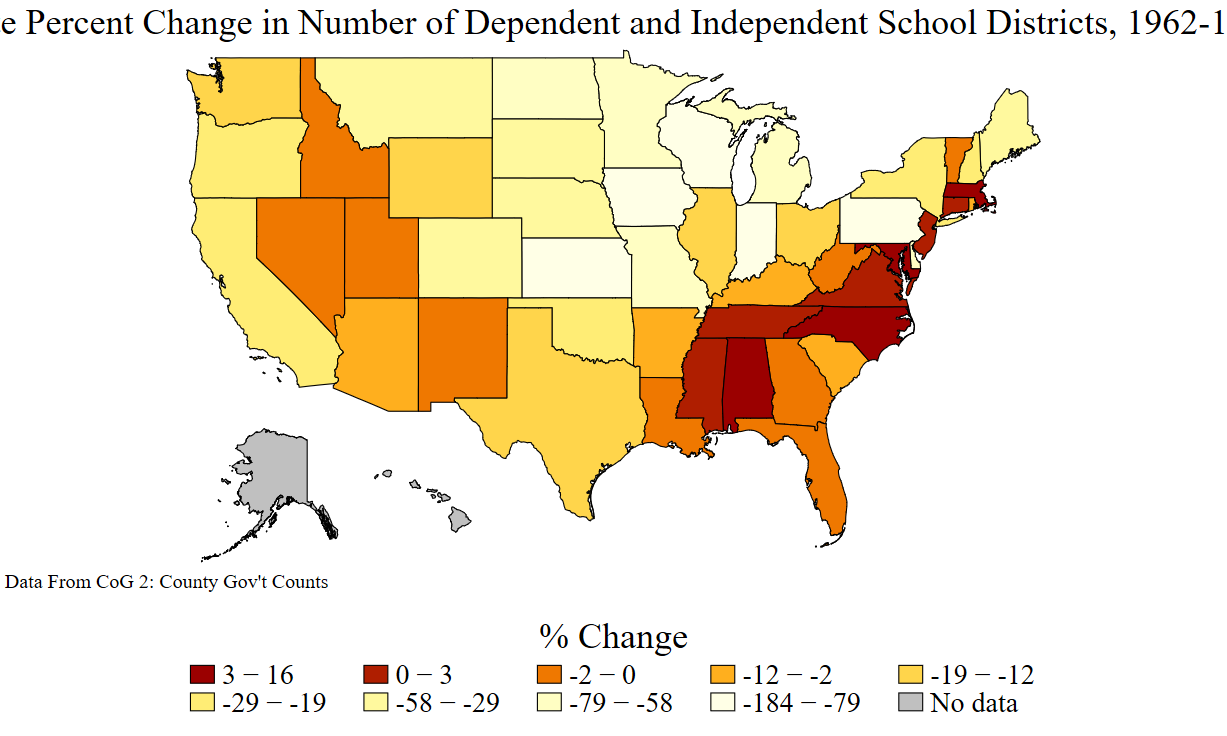 e Percent Change in Number of Dependent and Independent School Districts, 1962-1
Data From CoG 2: County Gov't Counts
% Change
3 − 16
0 − 3
-2 − 0
-12 − -2
-19 − -12
-29 − -19
-58 − -29
-79 − -58
-184 − -79
No data